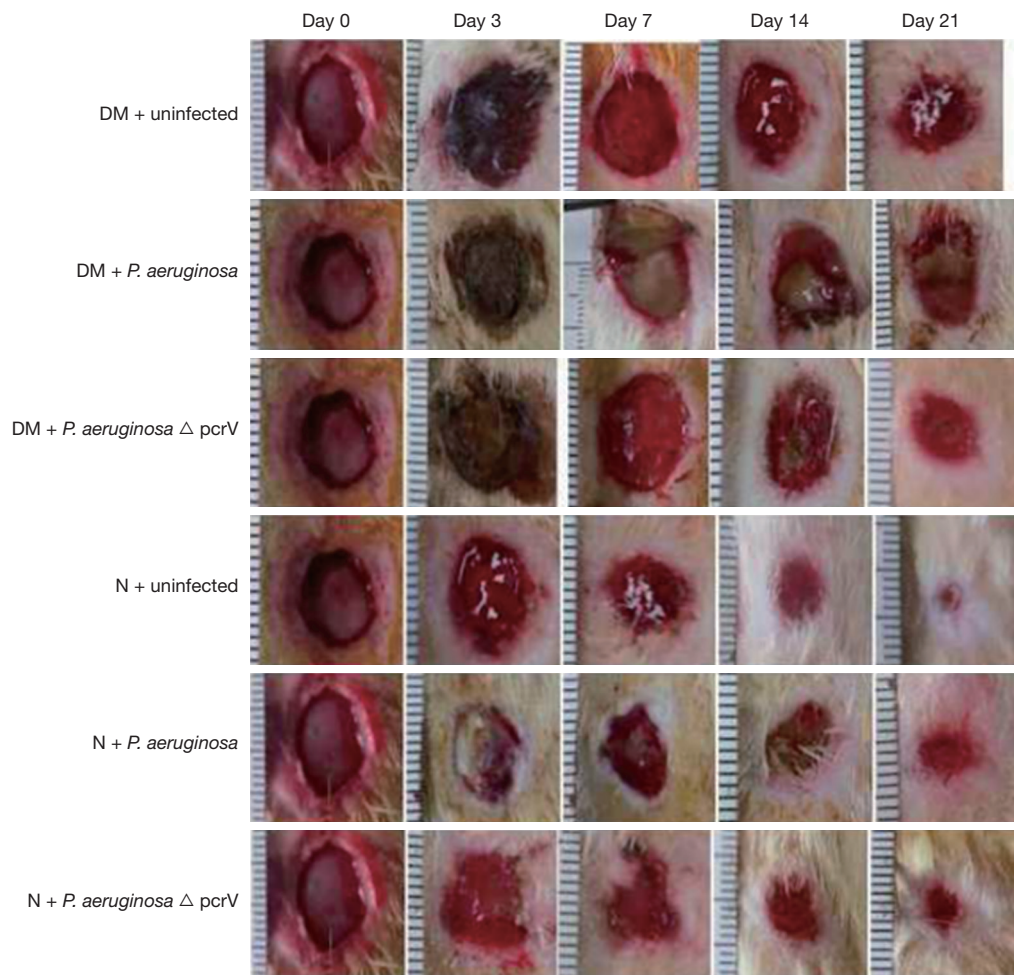 Day 0 Day 3 Day 7 Day 14 Day 21
DM + uninfected
DM + P. aeruginosa
DM + P. aeruginosa △ pcrV
N + uninfected
N + P. aeruginosa
N + P. aeruginosa △ pcrV